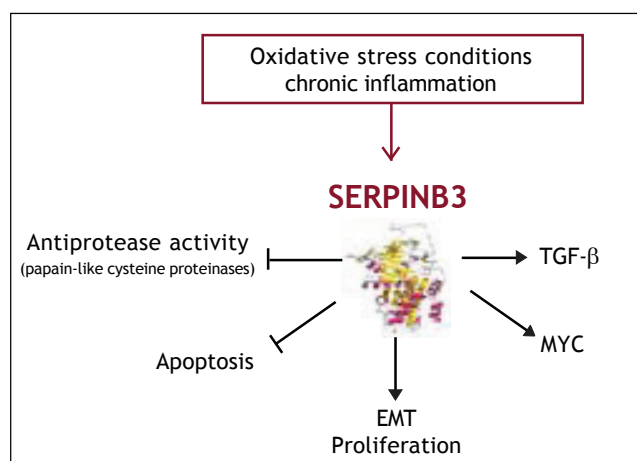 Oxidative stress conditions
chronic inflammation
SERPINB3
Antiprotease activity
(papain-like cysteine proteinases)
TGF-β
Apoptosis
MYC
EMT
Proliferation